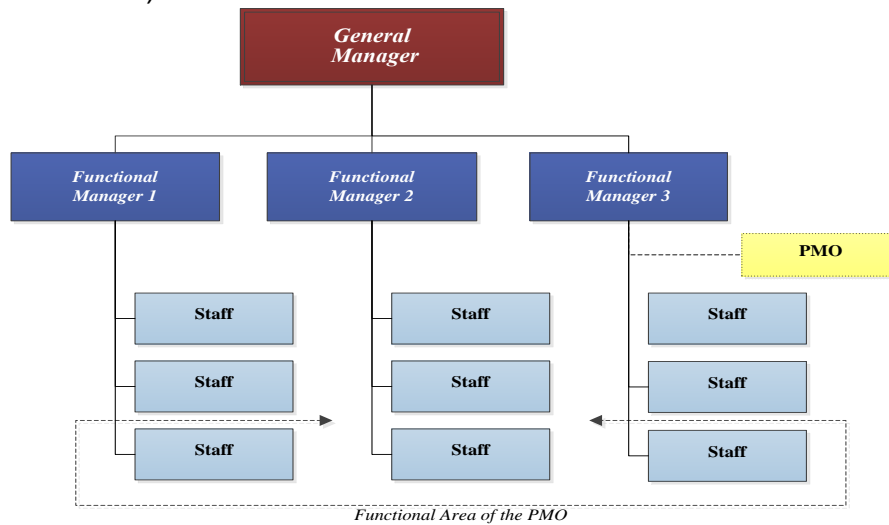 General
Manager
Functional
Manager 1
Functional
Manager 2
Functional
Manager 3
PMO
Staff
Staff
Staff
Staff
Staff
Staff
Staff
Staff
Staff
Functional Area of the PMO